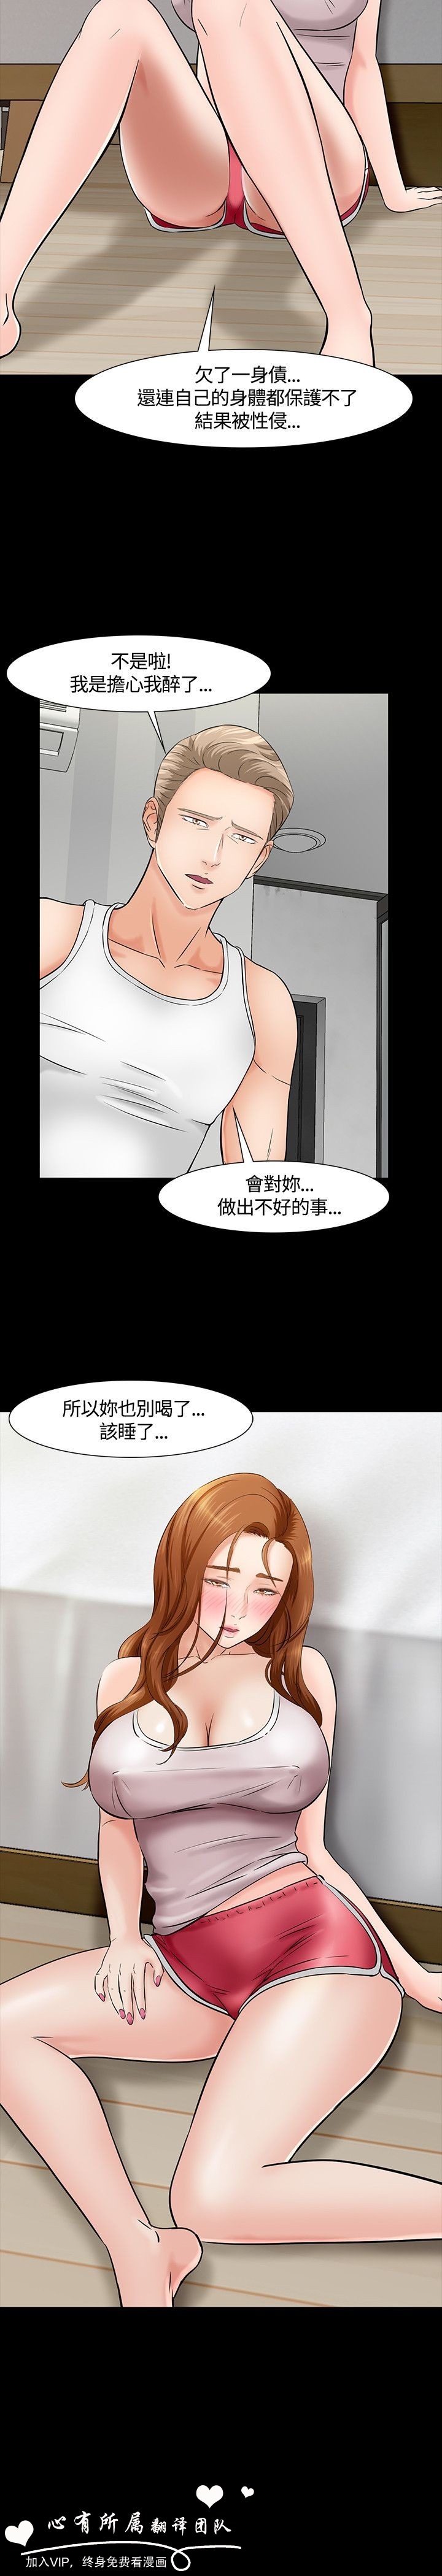 欠了一身債...
還連自己的身體都保護不了
結果被性侵...
不是啦!
我是擔心我醉了...
會對妳...
做出不好的事...
所以妳也別喝了...
該睡了...
心有所属翻译团队
加入VIP，终身免费看漫画